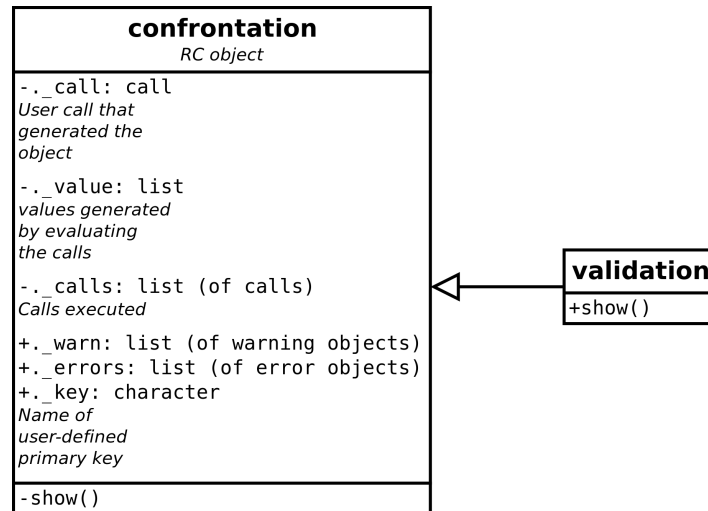 confrontation
RC object
-._call: call
User call that
generated the
object
-._value: list
values generated
by evaluating
the calls
-._calls: list (of calls)
Calls executed
+._warn: list (of warning objects)
+._errors: list (of error objects)
+._key: character
Name of
user-defined
primary key
-show()
validation
+show()